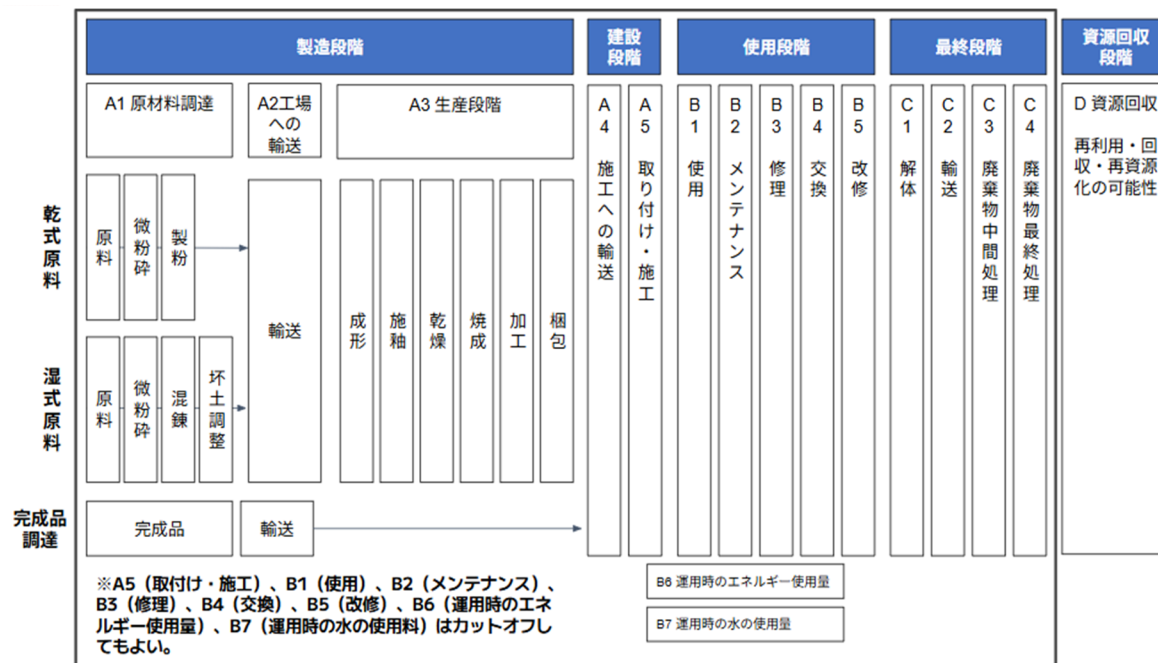 製造段階
建設
段階
使用段階
最終段階
資源回収
段階
A1 原材料調達
A2工場
への
輸送
A3 生産段階
A4 施工への輸送
A5 取り付け・施工
B1 使用
B2 メンテナンス
B3 修理
B4 交換
B5 改修
C1 解体
C2 輸送
C3 廃棄物中間処理
C4 廃棄物最終処理
D 資源回収
再利用・回
収・再資源
化の可能性
乾式原料
原料
微粉砕
製粉
輸送
成形
施釉
乾燥
焼成
加工
梱包
湿式原料
原料
微粉砕
混錬
坏土調整
完成品
調達
完成品
輸送
※A5(取付け・施工)、B1(使用)、B2(メンテナンス)、
B3(修理)、B4(交換)、B5(改修)、B6(運用時のエネ
ルギー使用量)、B7(運用時の水の使用料)はカットオフし
てもよい。
B6 運用時のエネルギー使用量
B7 運用時の水の使用量